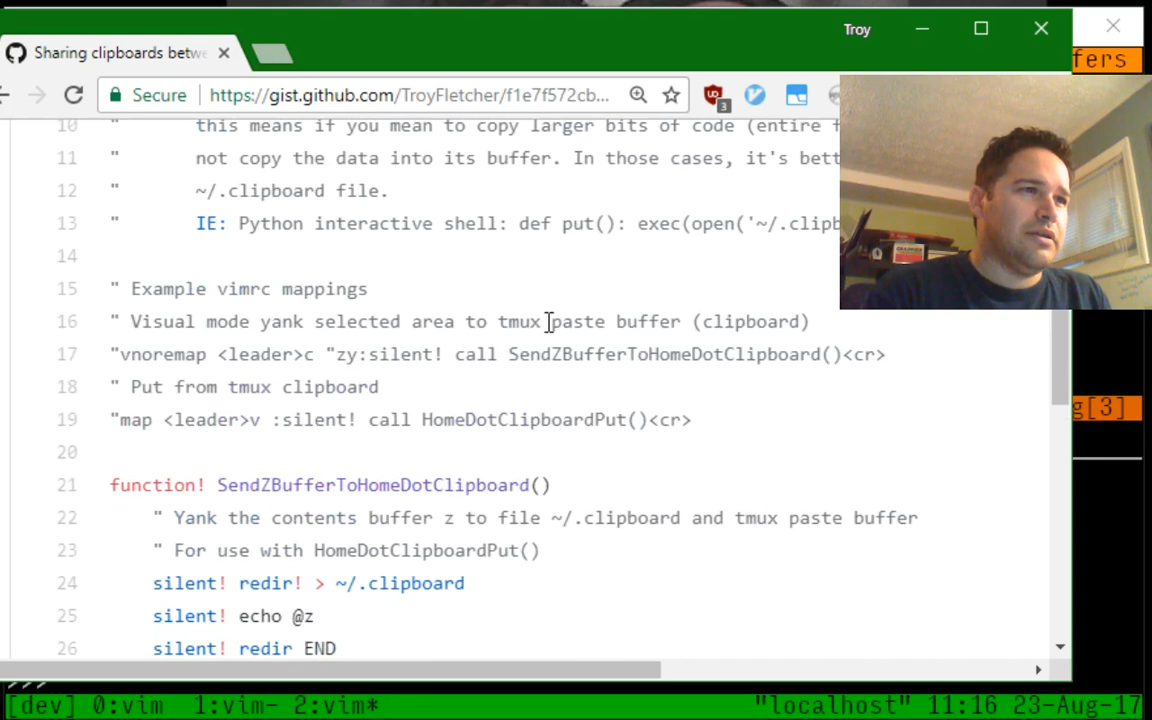 Troy
Sharing clipboards betwe
fers
Secure
https://gist.github.com/TroyFletcher/f1e7f572cb...
3
10 " this means if you mean to copy larger bits of code (entire f
11 " not copy the data into its buffer. In those cases, it's bett
12 " ~/.clipboard file.
13 " IE: Python interactive shell: def put(): exec(open('~/.clipb
14
15 " Example vimrc mappings
16 " Visual mode yank selected area to tmux paste buffer (clipboard)
17 "vnoremap <leader>c "zy:silent! call SendZBufferToHomeDotClipboard()<cr>
18 " Put from tmux clipboard
19 "map <leader>v :silent! call HomeDotClipboardPut()<cr>
g[3]
20
21 function! SendZBufferToHomeDotClipboard()
22 " Yank the contents buffer z to file ~/.clipboard and tmux paste buffer
23 " For use with HomeDotClipboardPut()
24 silent! redir! > ~/.clipboard
25 silent! echo @z
26 silent! redir END
[dev] 0:vim 1:vim- 2:vim* "localhost" 11:16 23-Aug-17